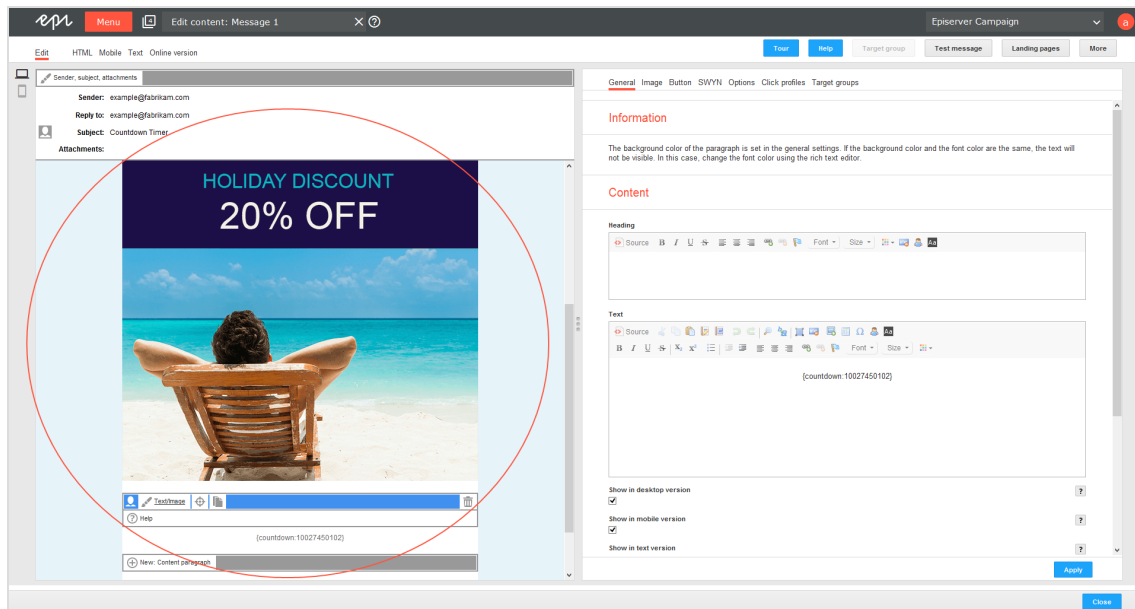 epi Menu 4 Edit content: Message 1 Episerver Campaign a
Edit HTML Mobile Text Online version Tour Help Target group Test message Landing pages More
Sender, subject, attachments
Sender: example@fabrikam.com
Reply to: example@fabrikam.com
Subject: Countdown Timer
Attachments:
HOLIDAY DISCOUNT
20% OFF
Text/Image
Help
{countdown:10027450102}
New: Content paragraph
General Image Button SWYN Options Click profiles Target groups
Information
The background color of the paragraph is set in the general settings. If the background color and the font color are the same, the text will
not be visible. In this case, change the font color using the rich text editor.
Content
Heading
Source B I U S Font Size Aa
Text
Source Ω Aa
B I U S X₂ X² Font Size
{countdown:10027450102}
Show in desktop version ?
Show in mobile version ?
Show in text version ?
Apply
Close